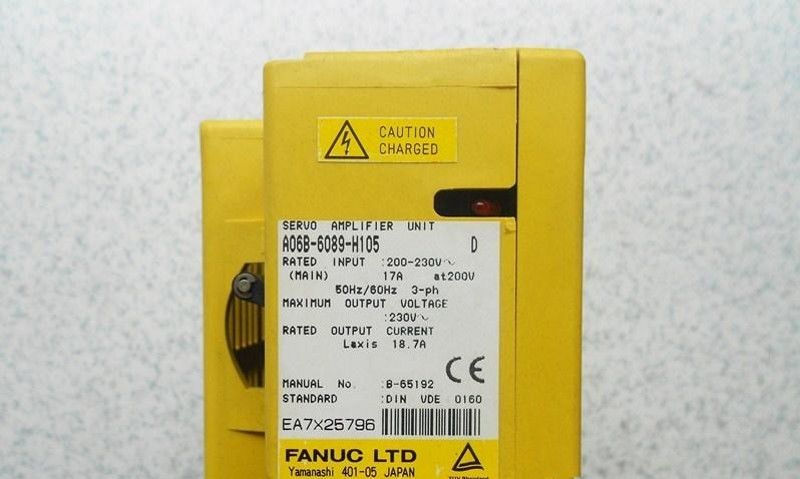 CAUTION
CHARGED
SERVO AMPLIFIER UNIT
A06B-6089-H105 D
RATED INPUT :200-230V~
(MAIN) 17A at200V
50Hz/60Hz 3-ph
MAXIMUM OUTPUT VOLTAGE
:230V~
RATED OUTPUT CURRENT
Laxis 18.7A
CE
MANUAL No. :B-65192
STANDARD :DIN VDE 0160
EA7X25796
FANUC LTD
Yamanashi 401-05 JAPAN